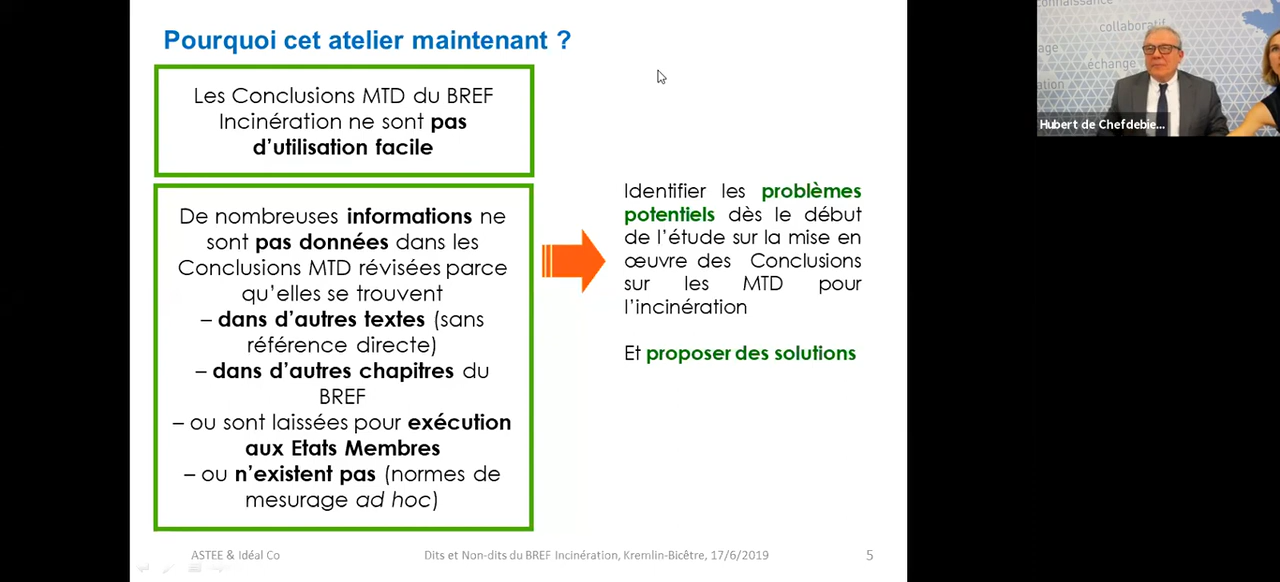 Pourquoi cet atelier maintenant ?
Les Conclusions MTD du BREF
Incinération ne sont pas
d’utilisation facile
De nombreuses informations ne
sont pas données dans les
Conclusions MTD révisées parce
qu’elles se trouvent
– dans d’autres textes (sans
référence directe)
– dans d’autres chapitres du
BREF
– ou sont laissées pour exécution
aux Etats Membres
– ou n’existent pas (normes de
mesurage ad hoc)
Identifier les problèmes
potentiels dès le début
de l’étude sur la mise en
œuvre des Conclusions
sur les MTD pour
l’incinération
Et proposer des solutions
ASTEE & Idéal Co
Dits et Non-dits du BREF Incinération, Kremlin-Bicêtre, 17/6/2019
5
connaissance
collaboratif
échange
Hubert de Chefdebie...